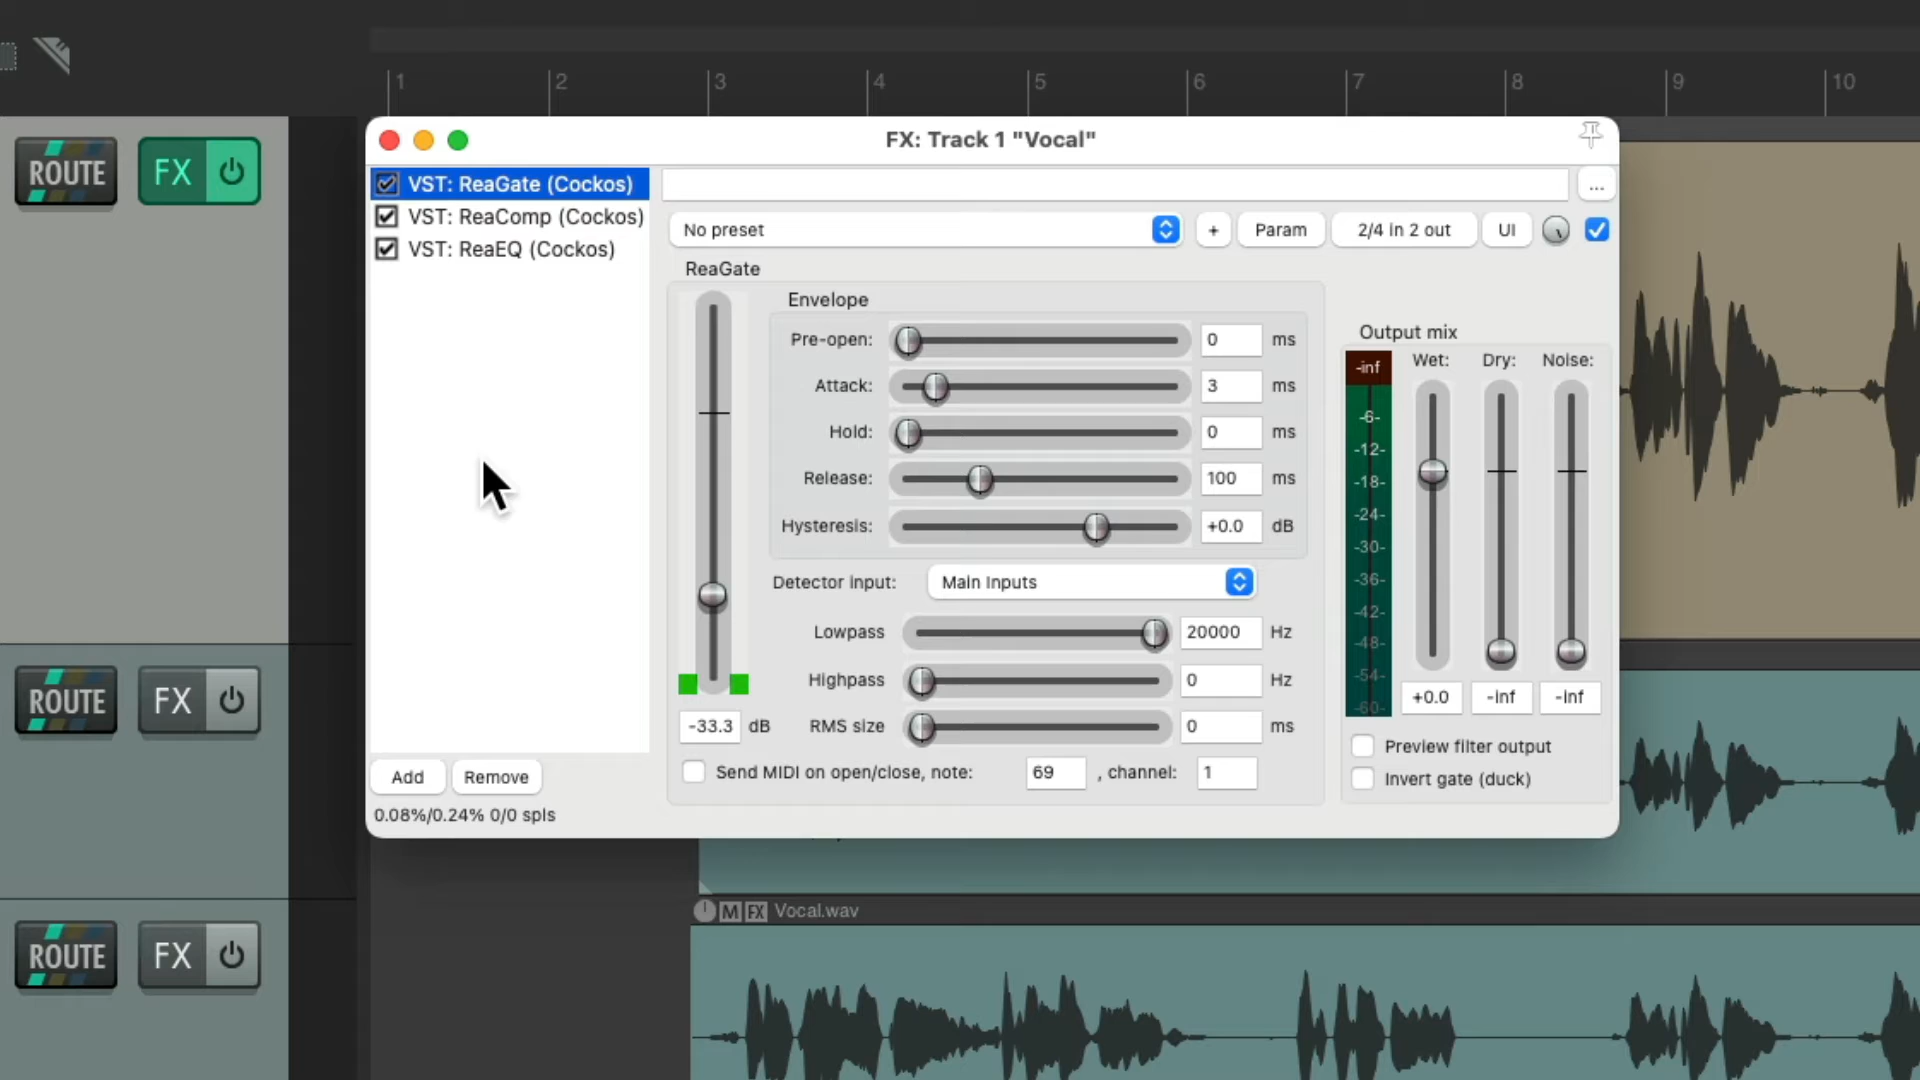 1 2 3 4 5 6 7 8 9 10
ROUTE FX
FX: Track 1 "Vocal"
VST: ReaGate (Cockos)
VST: ReaComp (Cockos)
VST: ReaEQ (Cockos)
...
No preset + Param 2/4 in 2 out UI
ReaGate
Envelope
Pre-open: 0 ms
Attack: 3 ms
Hold: 0 ms
Release: 100 ms
Hysteresis: +0.0 dB
Detector input: Main Inputs
Lowpass 20000 Hz
Highpass 0 Hz
-33.3 dB RMS size 0 ms
Send MIDI on open/close, note: 69 , channel: 1
Output mix
Wet: Dry: Noise:
-inf
-6-
-12-
-18-
-24-
-30-
-36-
-42-
-48-
-54-
-60-
+0.0 -inf -inf
Preview filter output
Invert gate (duck)
Add Remove
0.08%/0.24% 0/0 spls
ROUTE FX
M FX Vocal.wav
ROUTE FX